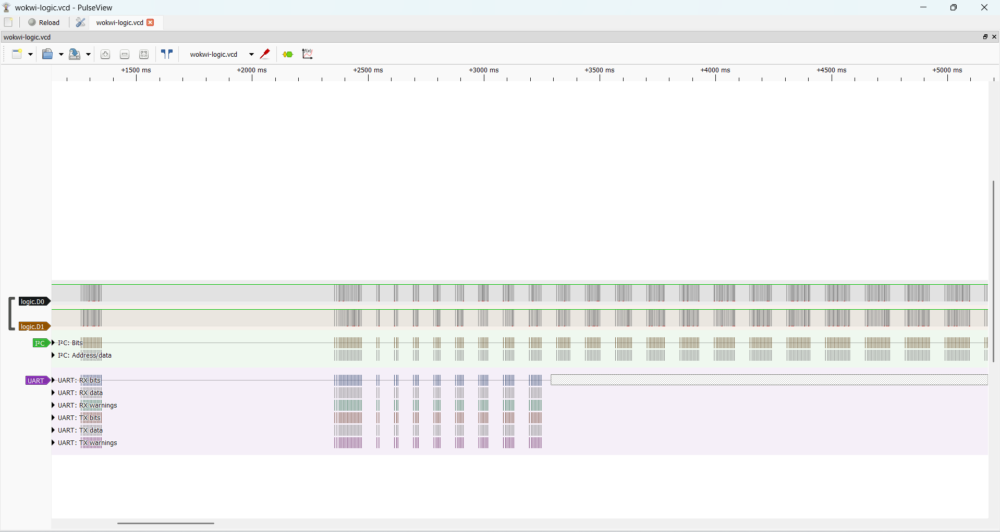 wokwi-logic.vcd - PulseView
Reload
wokwi-logic.vcd
wokwi-logic.vcd
wokwi-logic.vcd
f(x)
+1500 ms +2000 ms +2500 ms +3000 ms +3500 ms +4000 ms +4500 ms +5000 ms
logic.D0
logic.D1
I²C I²C: Bits
I²C: Address/data
UART UART: RX bits
UART: RX data
UART: RX warnings
UART: TX bits
UART: TX data
UART: TX warnings